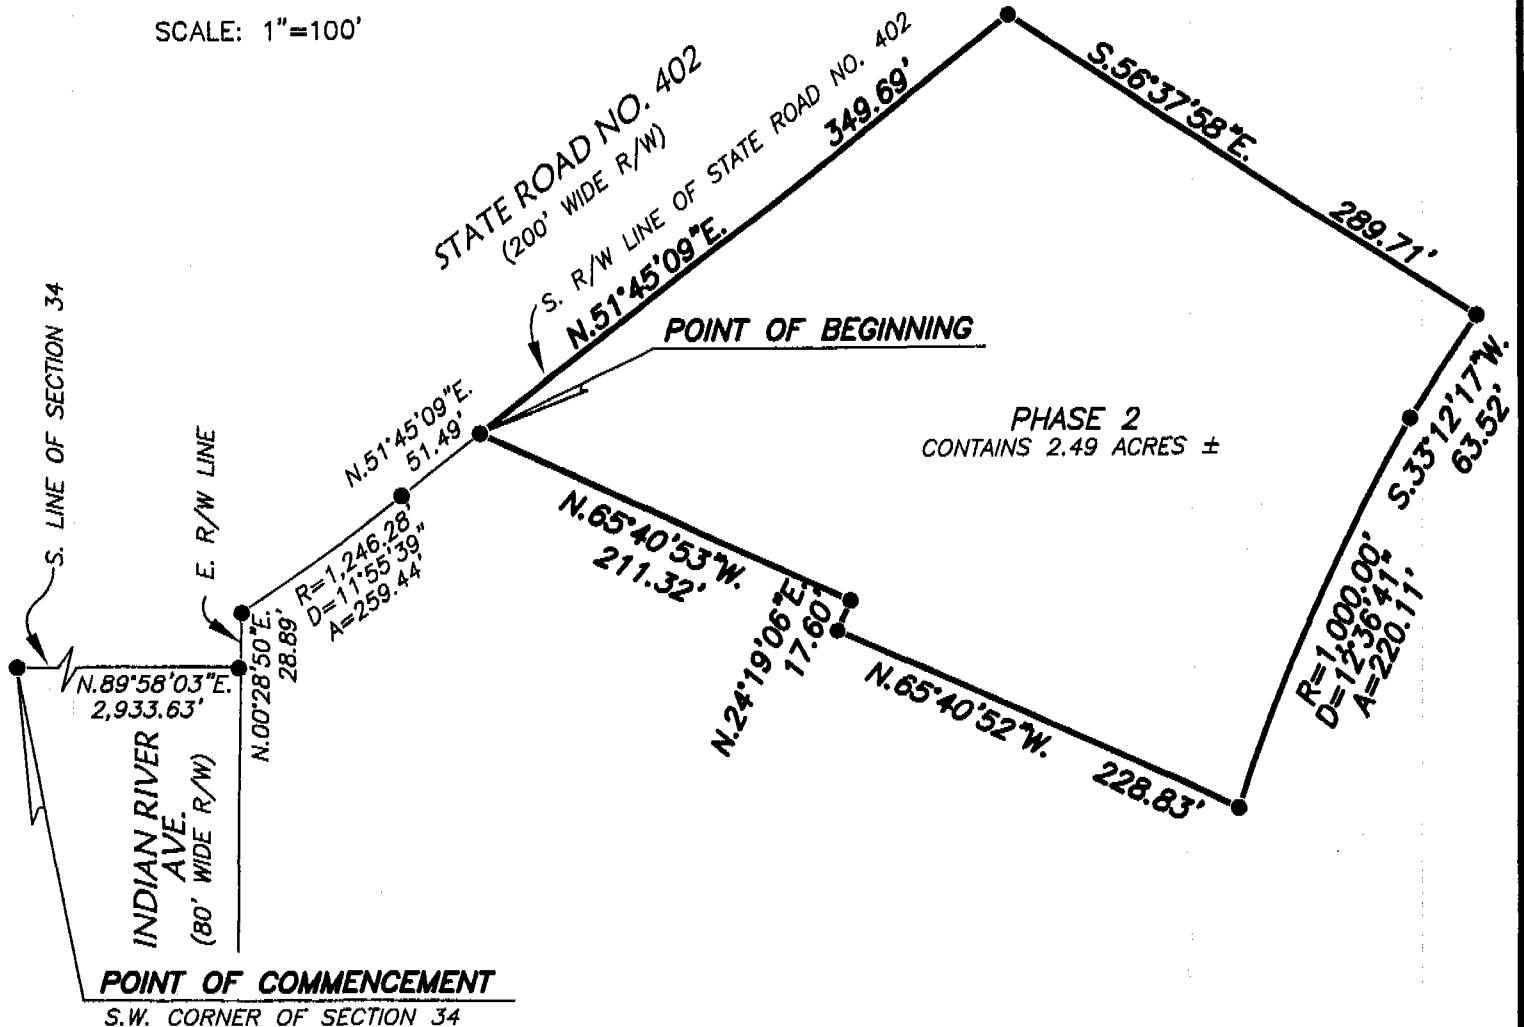 SCALE: 1"=100'
STATE ROAD NO. 402
(200' WIDE R/W)
S. R/W LINE OF STATE ROAD NO. 402
N.51°45'09"E.
349.69'
S.56°37'58"E.
289.71'
S.33°12'17"W.
63.52'
POINT OF BEGINNING
PHASE 2
CONTAINS 2.49 ACRES ±
R=1,000.00'
D=12°36'41"
A=220.11'
N.65°40'53"W.
211.32'
N.24°19'06"E.
17.60'
N.65°40'52"W.
228.83'
N.51°45'09"E.
51.49'
R=1,246.28'
D=11°55'39"
A=259.44'
S. LINE OF SECTION 34
E. R/W LINE
N.00°28'50"E.
28.89'
N.89°58'03"E.
2,933.63'
INDIAN RIVER
AVE.
(80' WIDE R/W)
POINT OF COMMENCEMENT
S.W. CORNER OF SECTION 34